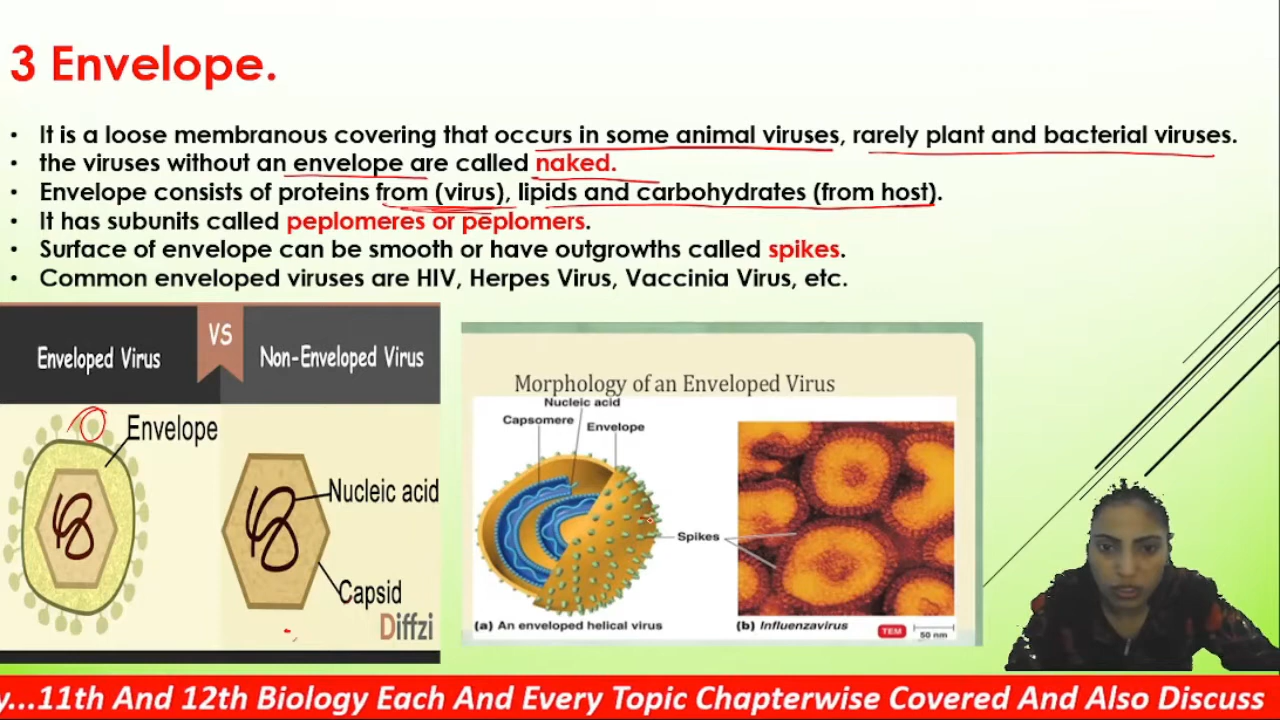 3 Envelope.
• It is a loose membranous covering that occurs in some animal viruses, rarely plant and bacterial viruses.
• the viruses without an envelope are called naked.
• Envelope consists of proteins from (virus), lipids and carbohydrates (from host).
• It has subunits called peplomeres or peplomers.
• Surface of envelope can be smooth or have outgrowths called spikes.
• Common enveloped viruses are HIV, Herpes Virus, Vaccinia Virus, etc.
Enveloped Virus
VS
Non-Enveloped Virus
Envelope
Nucleic acid
Capsid
Diffzi
Morphology of an Enveloped Virus
Nucleic acid
Capsomere
Envelope
Spikes
(a) An enveloped helical virus
(b) Influenzavirus
TEM
50 nm
y...11th And 12th Biology Each And Every Topic Chapterwise Covered And Also Discuss